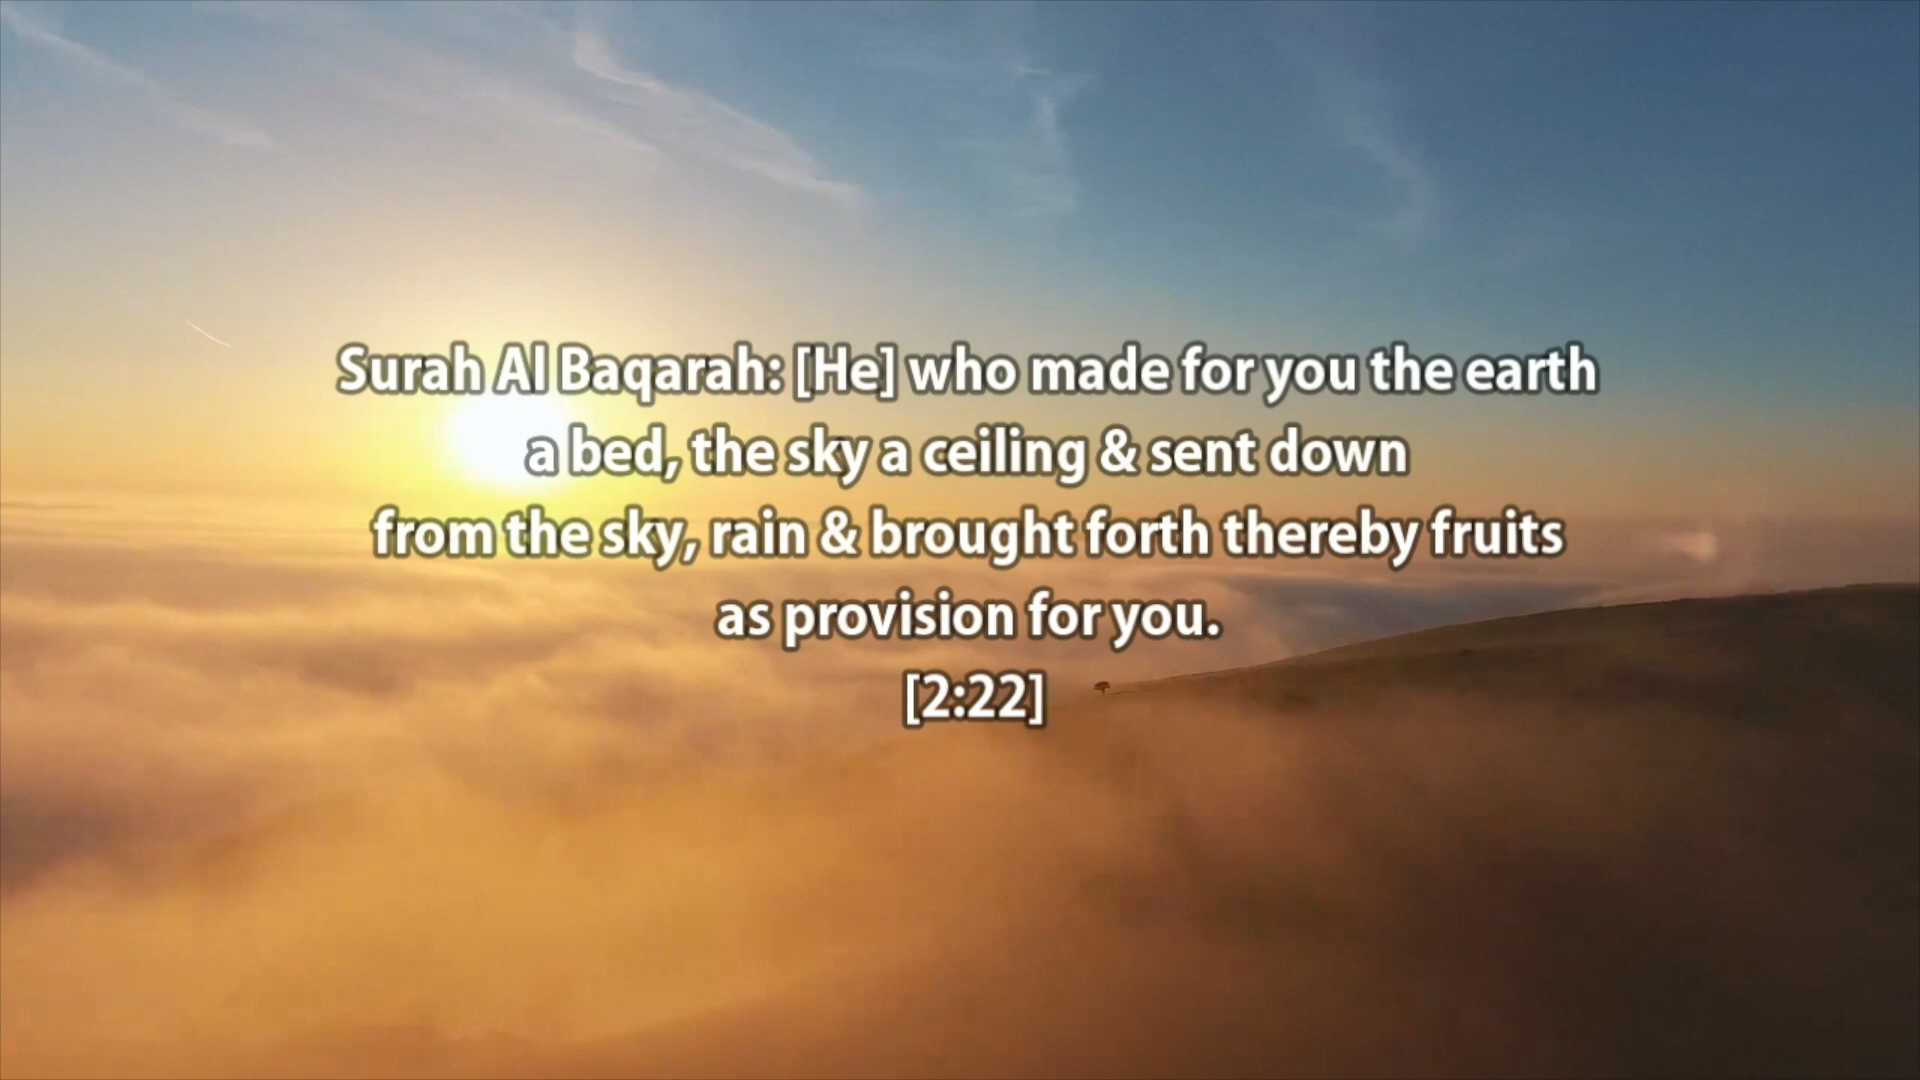 Surah Al Baqarah: [He] who made for you the earth
a bed, the sky a ceiling & sent down
from the sky, rain & brought forth thereby fruits
as provision for you.
[2:22]